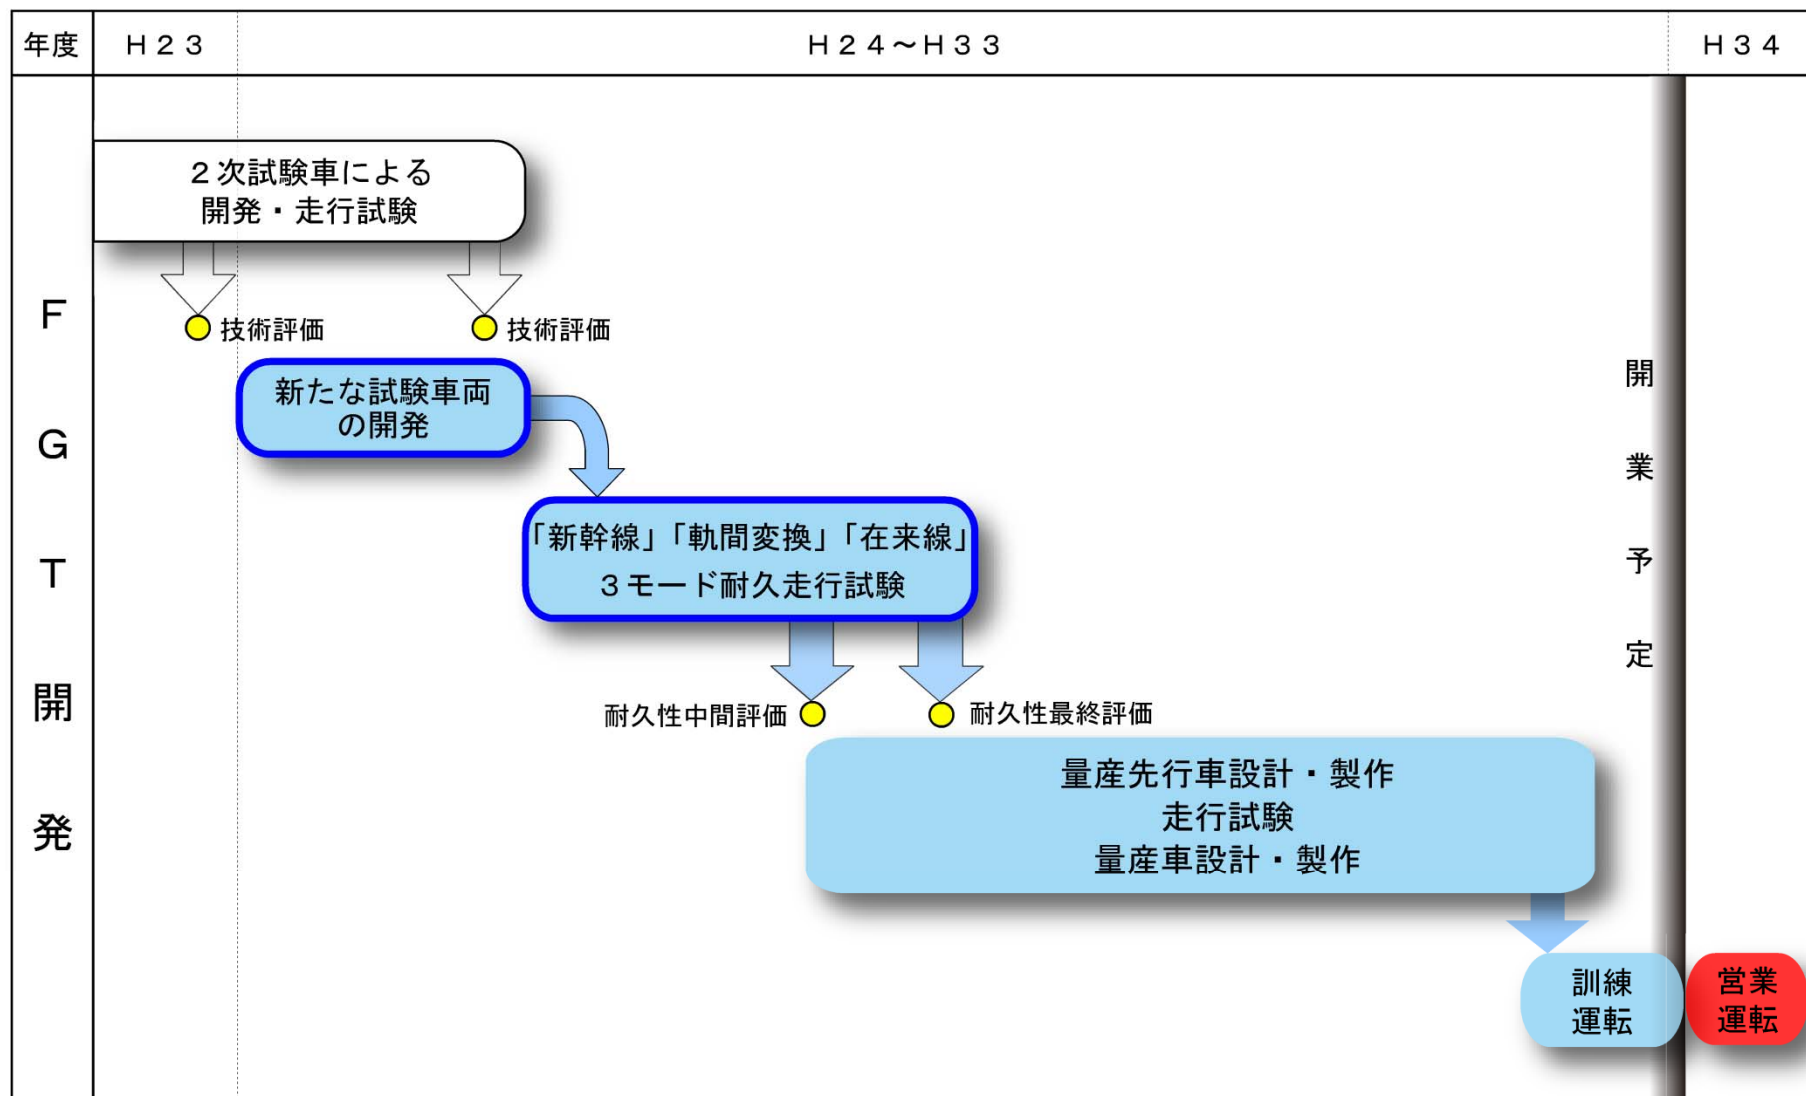 年度
Ｈ２３
Ｈ２４～Ｈ３３
Ｈ３４
ＦＧＴ開発
２次試験車による
開発・走行試験
技術評価
技術評価
新たな試験車両
の開発
「新幹線」「軌間変換」「在来線」
３モード耐久走行試験
耐久性中間評価
耐久性最終評価
量産先行車設計・製作
走行試験
量産車設計・製作
開業予定
訓練
運転
営業
運転